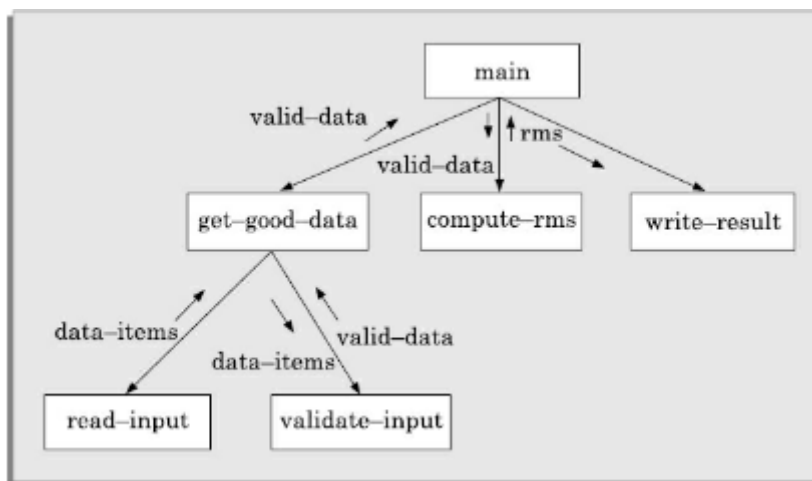 main
valid–data
rms
valid–data
get–good–data
compute–rms
write–result
data–items
valid–data
data–items
read–input
validate–input